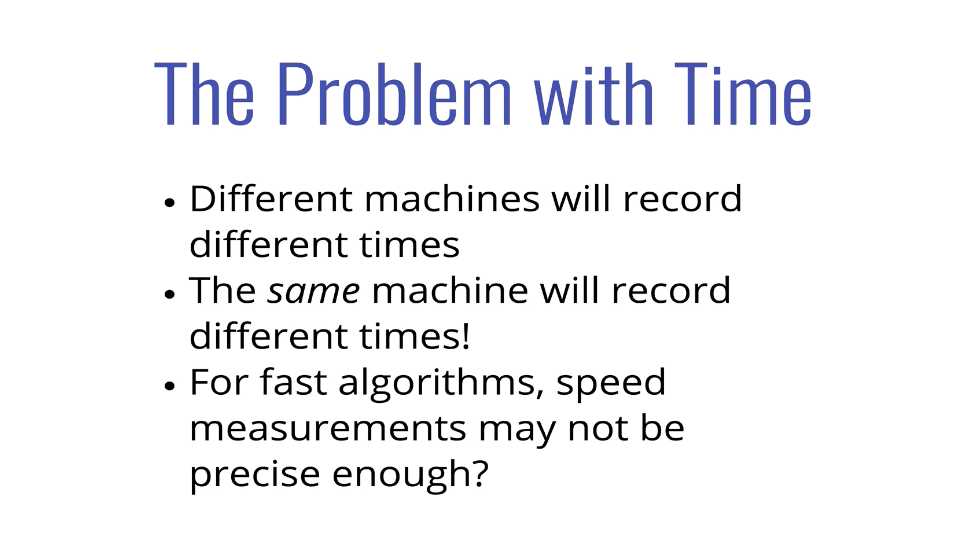 The Problem with Time
• Different machines will record
different times
• The same machine will record
different times!
• For fast algorithms, speed
measurements may not be
precise enough?